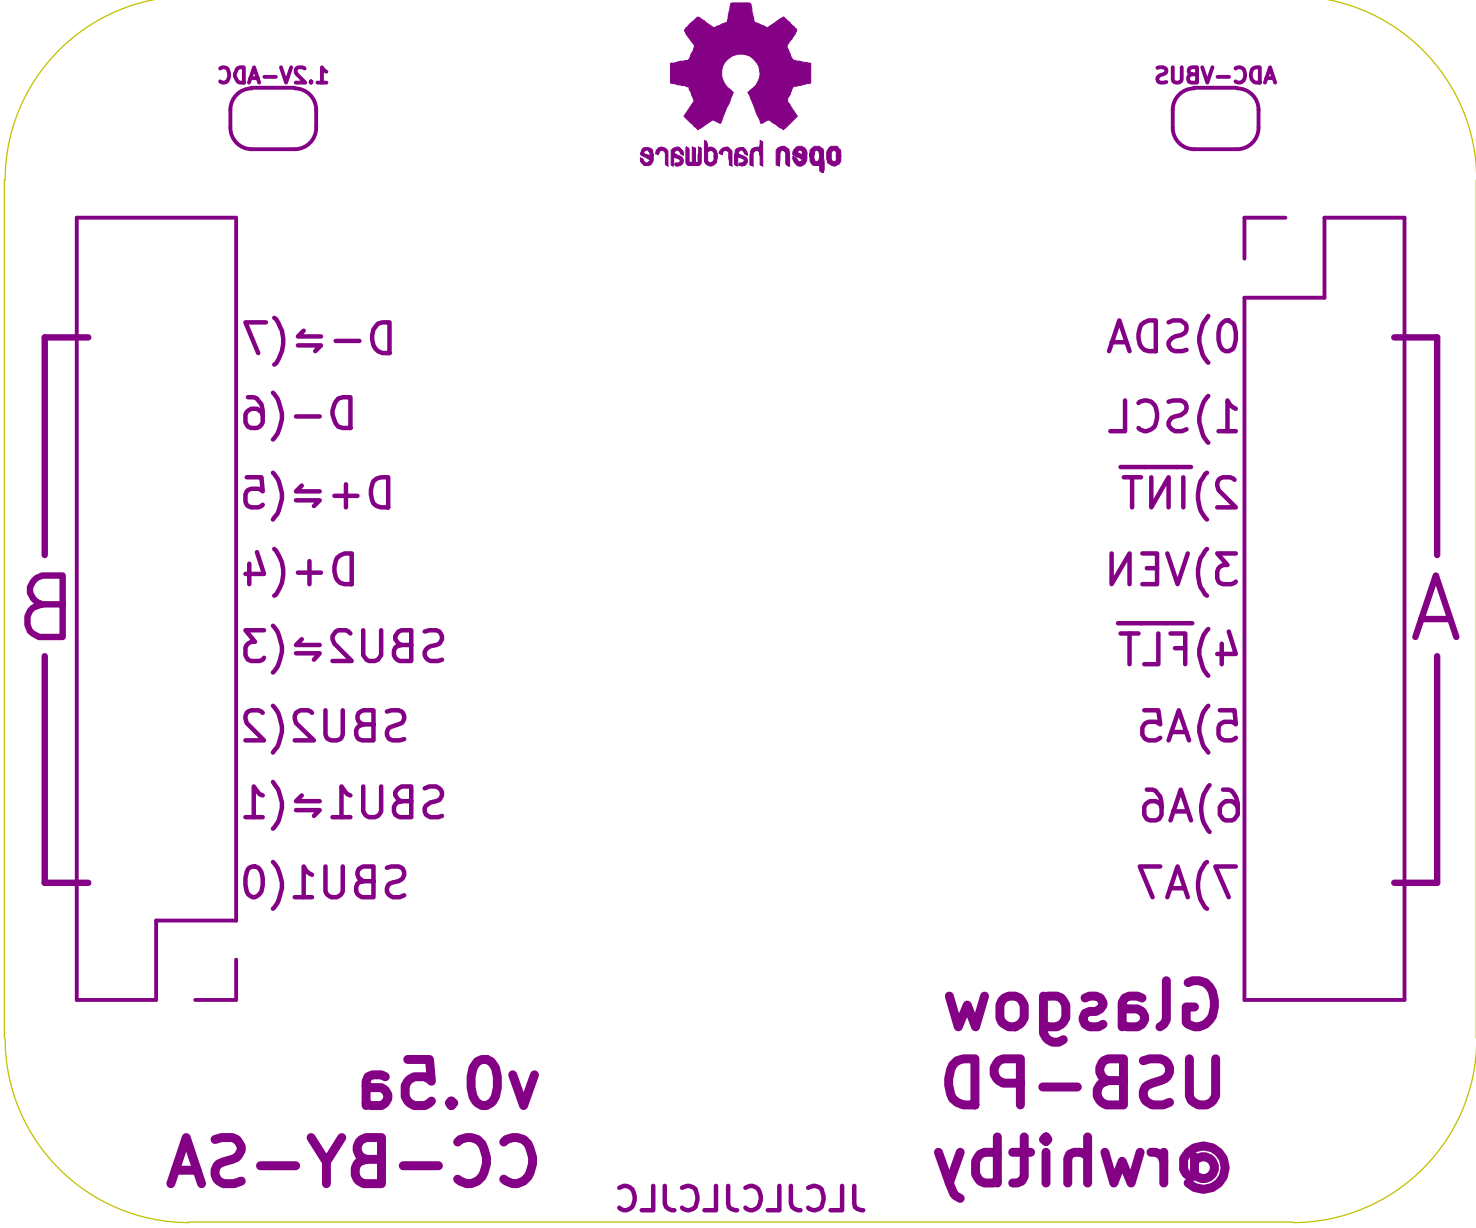 ADC-VBUS
open hardware
1.2V-ADC
0)SDA
1)SCL
2)INT
3)VEN
4)FLT
5)A5
6)A6
7)A7
A
D-⇌(7
D-(6
D+⇌(5
D+(4
SBU2⇌(3
SBU2(2
SBU1⇌(1
SBU1(0
B
Glasgow
USB-PD
@rwhitby
v0.5a
CC-BY-SA
JLCJLCJLCJLC